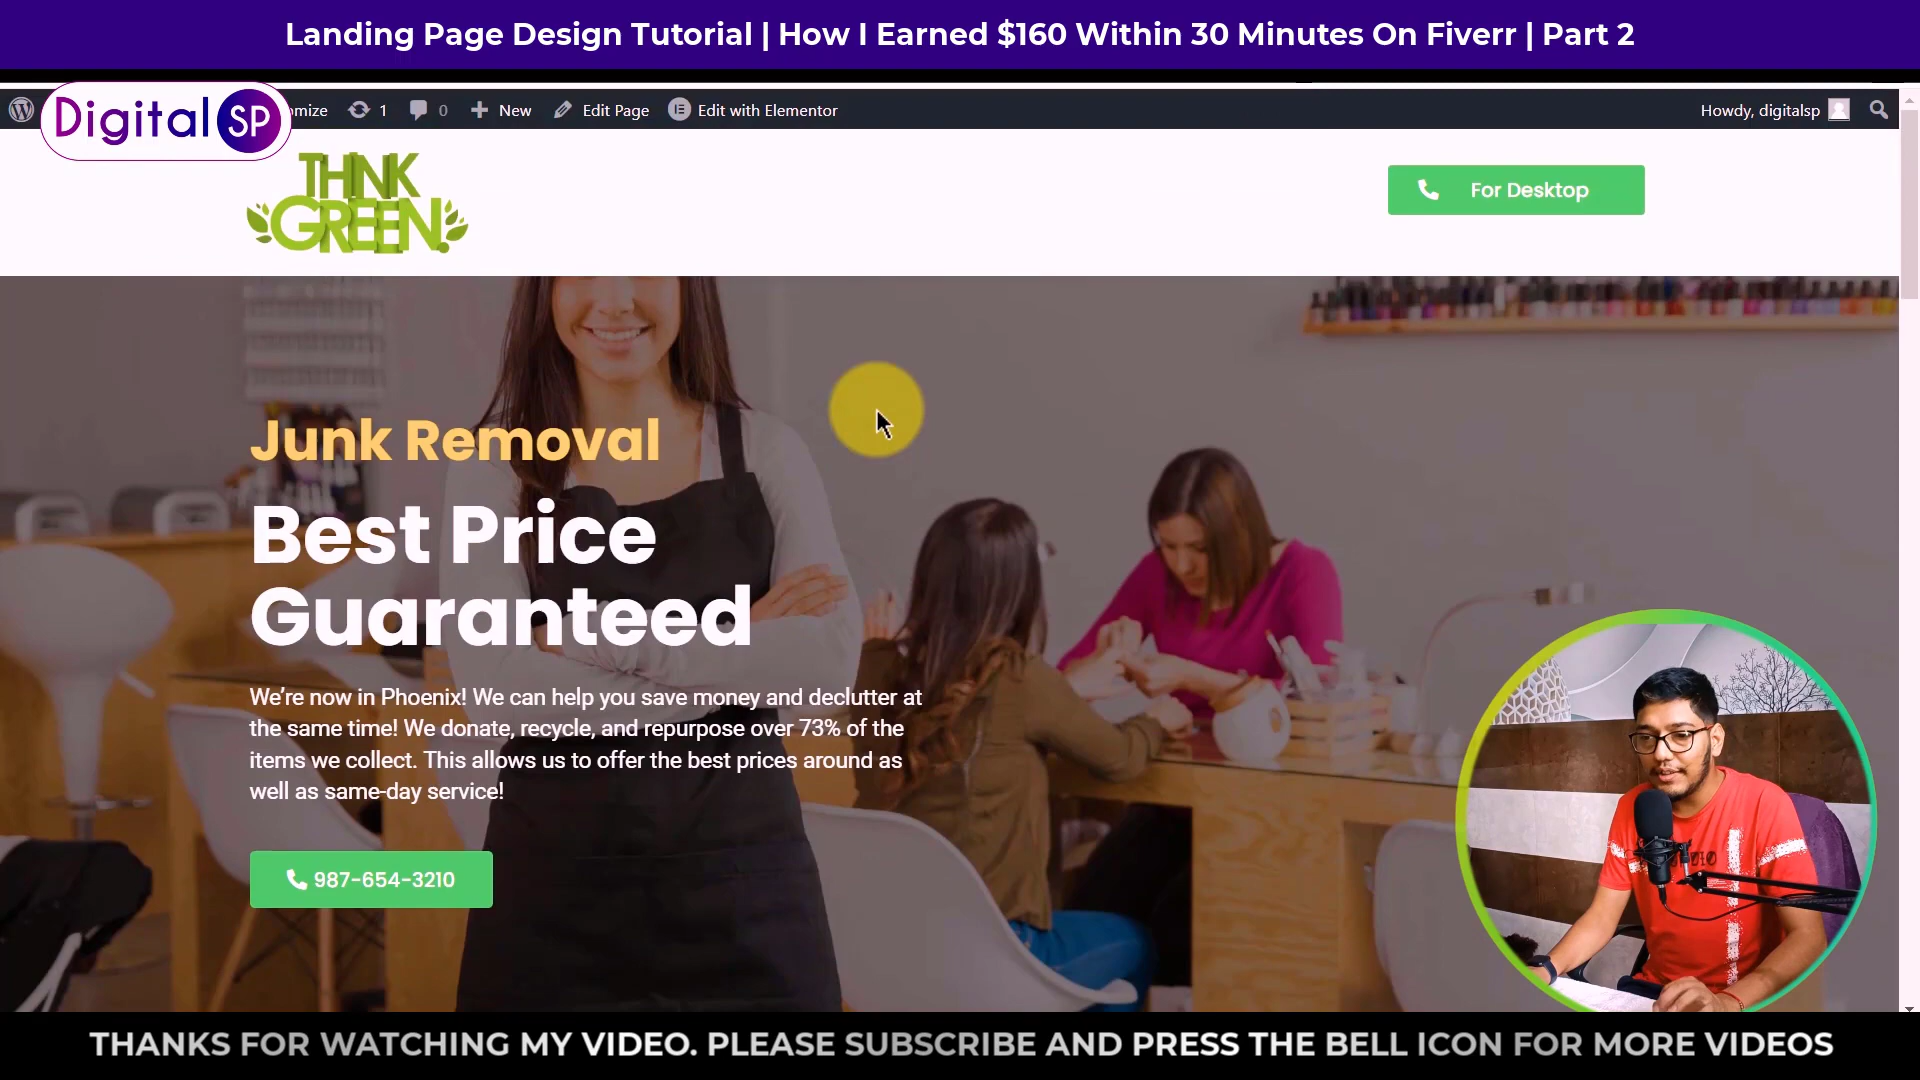 Landing Page Design Tutorial | How I Earned $160 Within 30 Minutes On Fiverr | Part 2
Digital SP
mize 1 0 New Edit Page Edit with Elementor Howdy, digitalsp
THINK
GREEN.
For Desktop
Junk Removal
Best Price
Guaranteed
We're now in Phoenix! We can help you save money and declutter at
the same time! We donate, recycle, and repurpose over 73% of the
items we collect. This allows us to offer the best prices around as
well as same-day service!
987-654-3210
THANKS FOR WATCHING MY VIDEO. PLEASE SUBSCRIBE AND PRESS THE BELL ICON FOR MORE VIDEOS